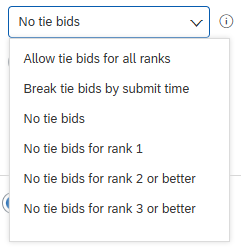 No tie bids
Allow tie bids for all ranks
Break tie bids by submit time
No tie bids
No tie bids for rank 1
No tie bids for rank 2 or better
No tie bids for rank 3 or better